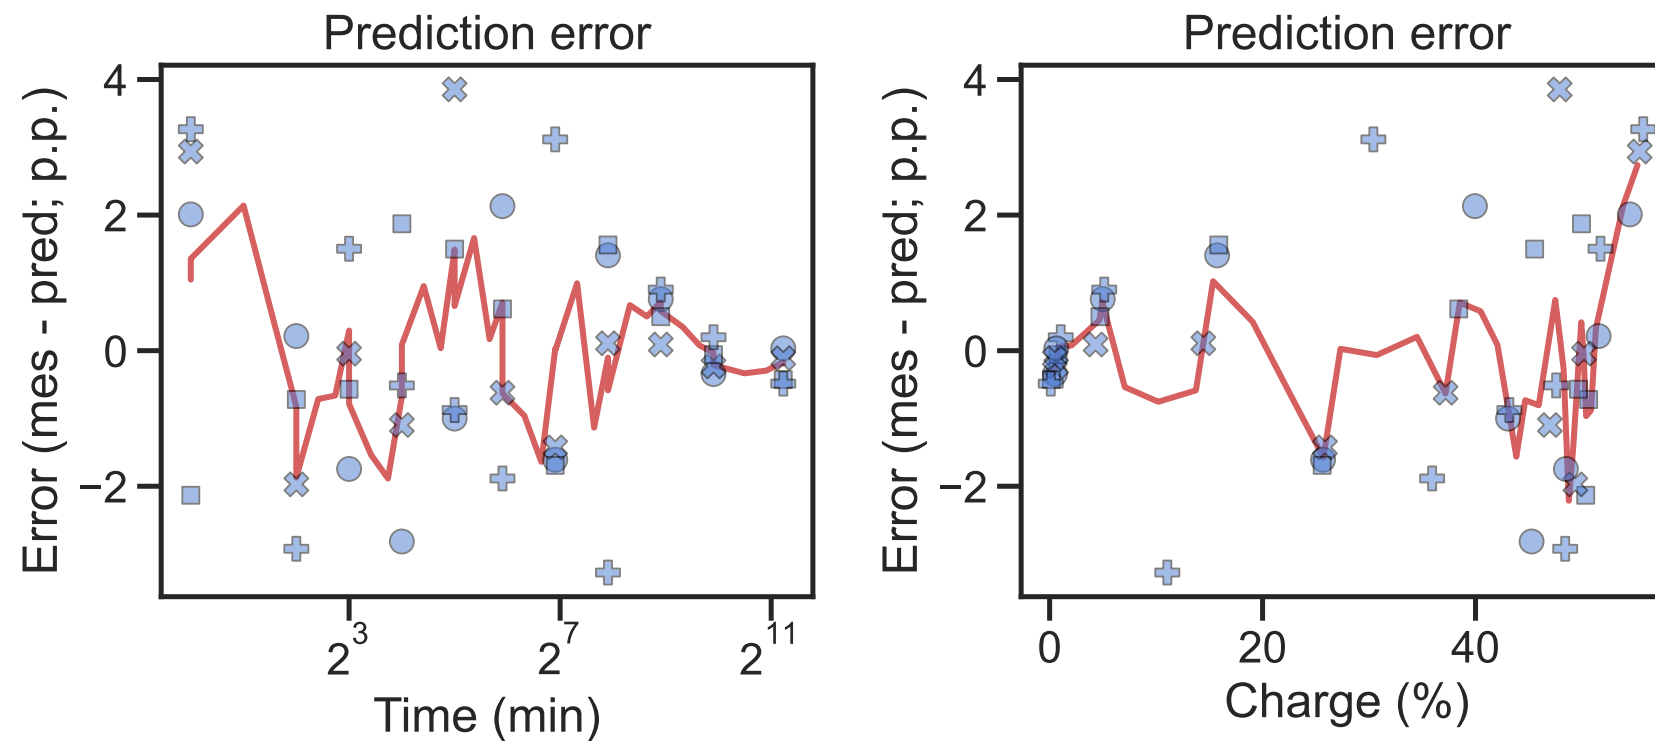 Prediction error
4
2
0
−2
Error (mes - pred; p.p.)
2^3
2^7
2^11
Time (min)
Prediction error
4
2
0
−2
Error (mes - pred; p.p.)
0
20
40
Charge (%)